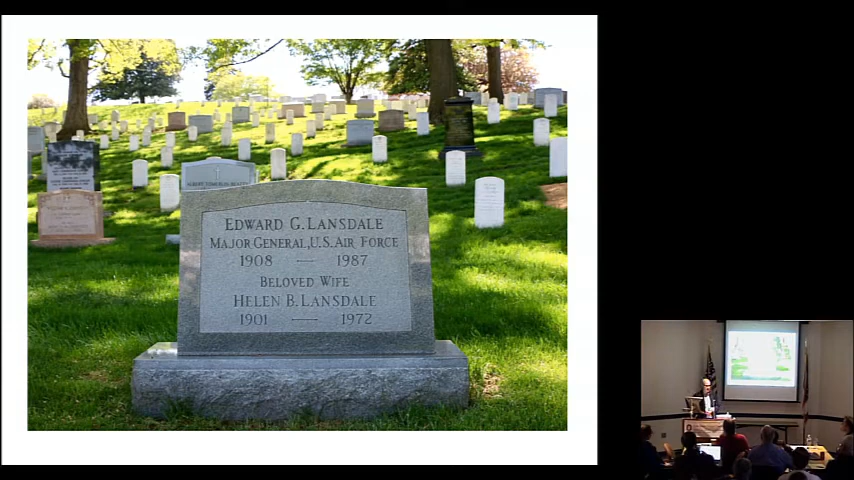 EDWARD G. LANSDALE
MAJOR GENERAL, U.S. AIR FORCE
1908 — 1987
BELOVED WIFE
HELEN B. LANSDALE
1901 — 1972